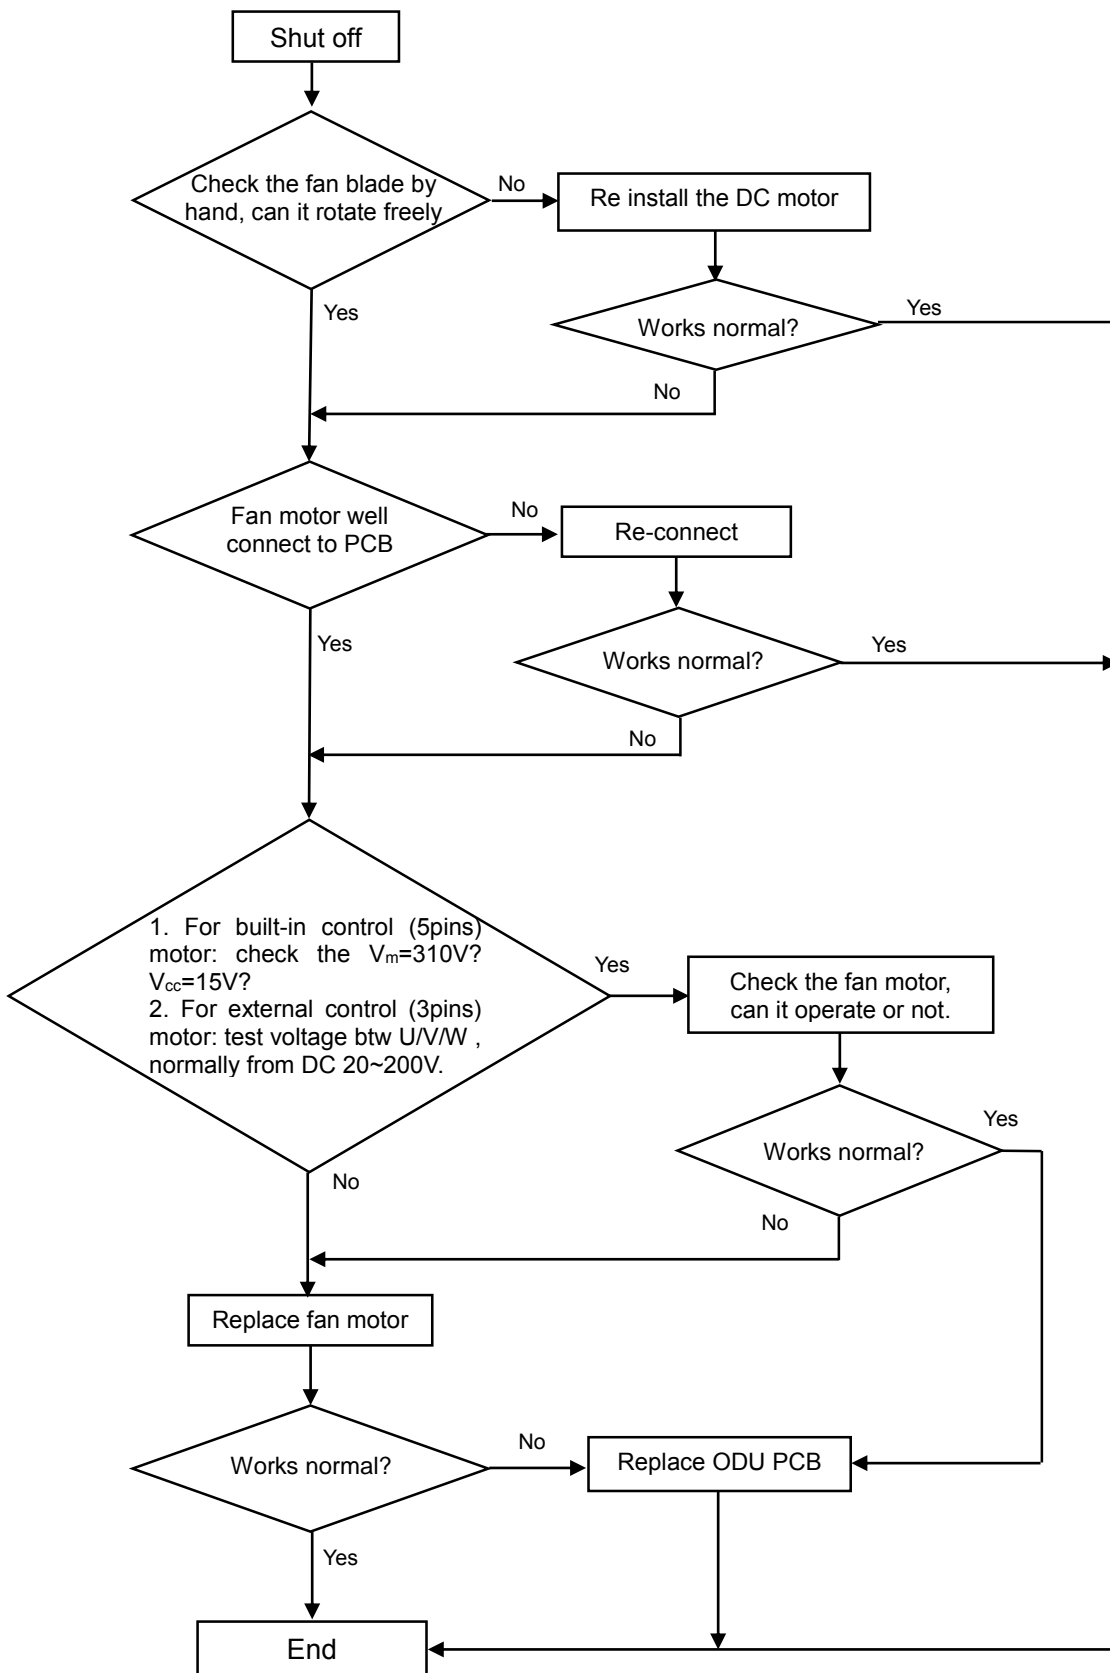 Shut off
Check the fan blade by
hand, can it rotate freely
No
Re install the DC motor
Yes
Works normal?
Yes
No
Fan motor well
connect to PCB
No
Re-connect
Yes
Works normal?
Yes
No
1. For built-in control (5pins)
motor: check the Vm=310V?
Vcc=15V?
2. For external control (3pins)
motor: test voltage btw U/V/W ,
normally from DC 20~200V.
Yes
Check the fan motor,
can it operate or not.
No
Works normal?
Yes
No
Replace fan motor
Works normal?
No
Replace ODU PCB
Yes
End